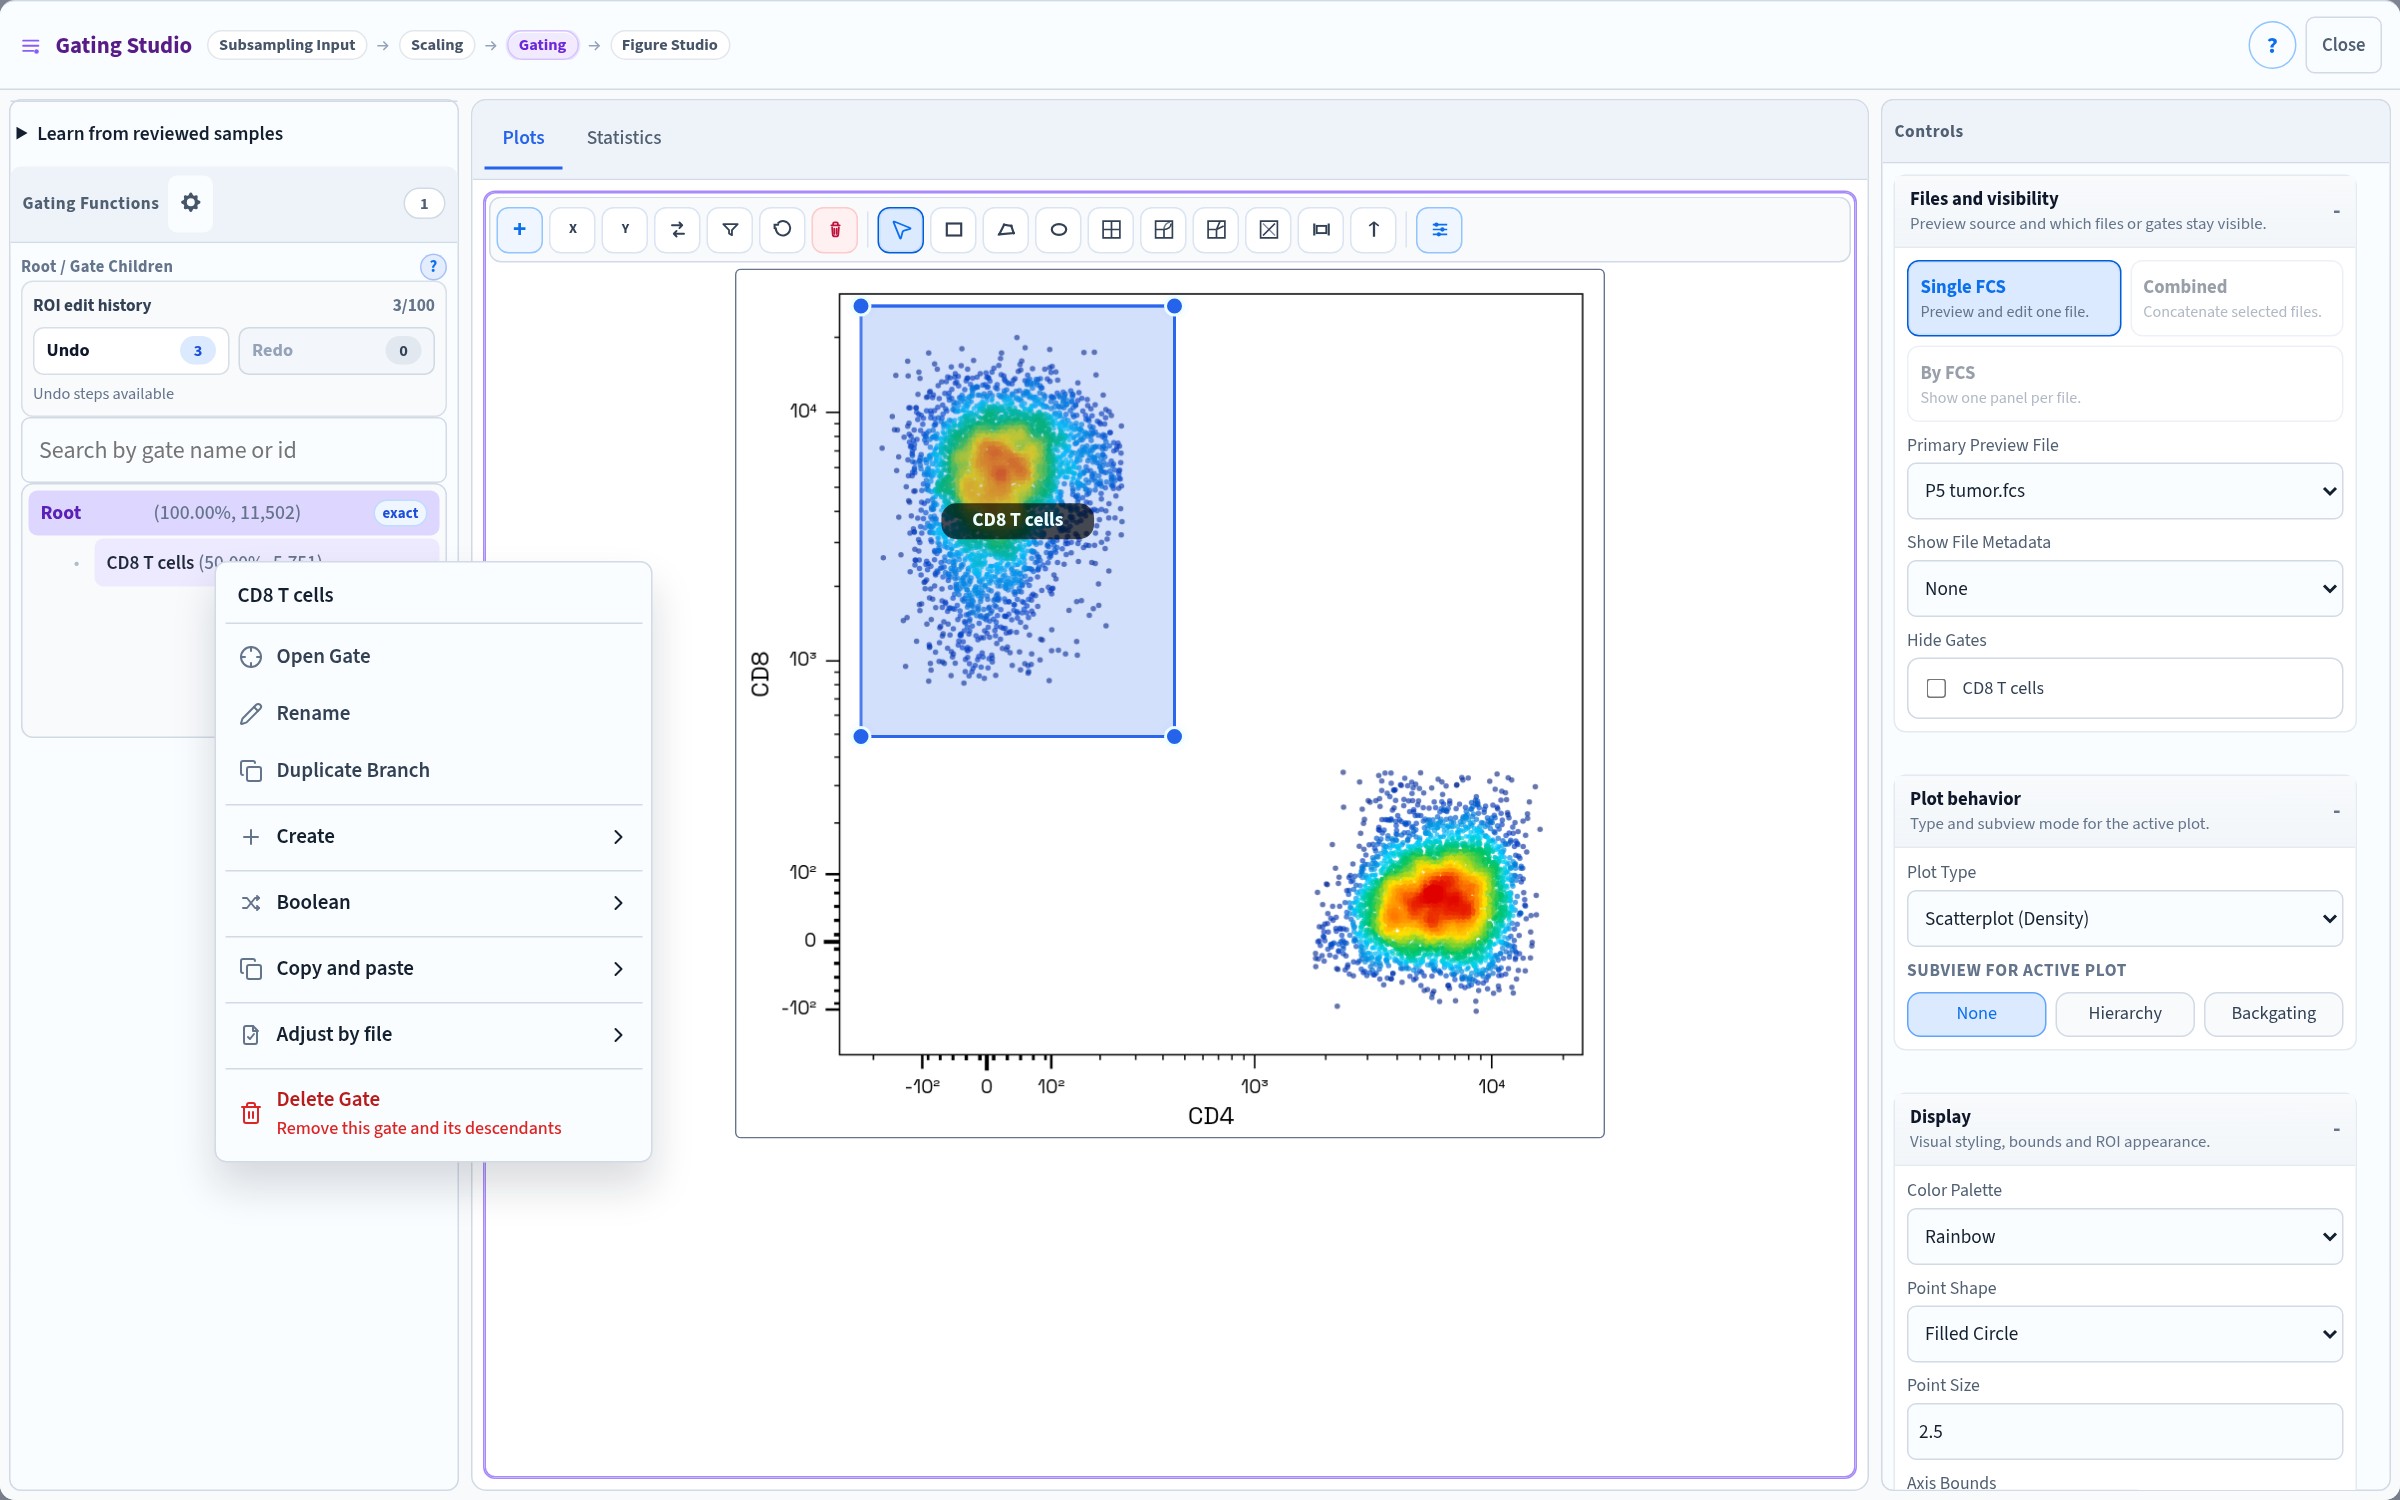 Gating Studio
Subsampling Input → Scaling → Gating → Figure Studio
?
Close
Learn from reviewed samples
Gating Functions
1
Root / Gate Children
?
ROI edit history
3/100
Undo 3
Redo 0
Undo steps available
Search by gate name or id
Root (100.00%, 11,502) exact
CD8 T cells (50.00%, 5,751)
CD8 T cells
Open Gate
Rename
Duplicate Branch
Create
Boolean
Copy and paste
Adjust by file
Delete Gate
Remove this gate and its descendants
Plots
Statistics
X
Y
CD8 T cells
CD8
10⁴
10³
10²
0
-10²
-10² 0 10² 10³ 10⁴
CD4
Controls
Files and visibility
Preview source and which files or gates stay visible.
-
Single FCS
Preview and edit one file.
Combined
Concatenate selected files.
By FCS
Show one panel per file.
Primary Preview File
P5 tumor.fcs
Show File Metadata
None
Hide Gates
CD8 T cells
Plot behavior
Type and subview mode for the active plot.
-
Plot Type
Scatterplot (Density)
SUBVIEW FOR ACTIVE PLOT
None
Hierarchy
Backgating
Display
Visual styling, bounds and ROI appearance.
-
Color Palette
Rainbow
Point Shape
Filled Circle
Point Size
2.5
Axis Bounds